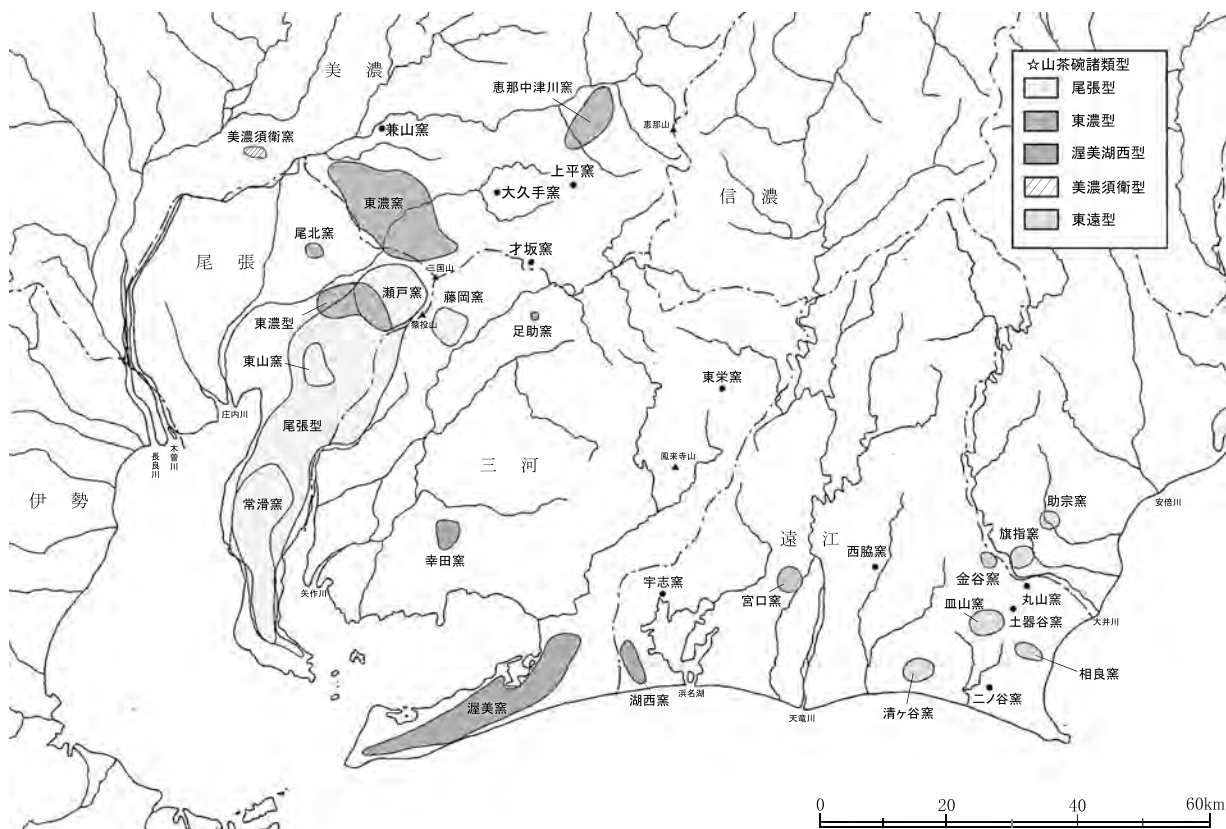 ☆山茶碗諸類型
尾張型
東濃型
渥美湖西型
美濃須衛型
東遠型
美濃
恵那中津川窯
兼山窯
恵那山
美濃須衛窯
上平窯
大久手窯
信濃
東濃窯
尾北窯
才坂窯
尾張
三国山
瀬戸窯
藤岡窯
東濃型
猿投山
足助窯
東山窯
東栄窯
庄内川
尾張型
長良川
木曽川
鳳来寺山
三河
伊勢
常滑窯
安倍川
助宗窯
旗指窯
遠江
幸田窯
西脇窯
金谷窯
矢作川
宇志窯
宮口窯
丸山窯
皿山窯
土器谷窯
大井川
相良窯
渥美窯
湖西窯
浜名湖
二ノ谷窯
清ヶ谷窯
天竜川
0 20 40 60km